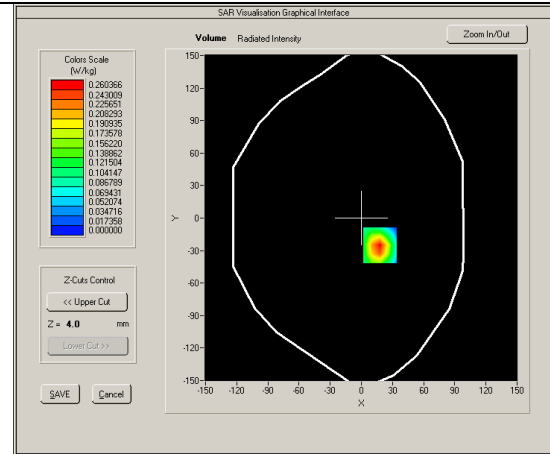 SAR Visualisation Graphical Interface
Volume Radiated Intensity
Zoom In/Out
Colors Scale
(W/kg)
0.260366
0.243009
0.225651
0.208293
0.190935
0.173578
0.156220
0.138862
0.121504
0.104147
0.086789
0.069431
0.052074
0.034716
0.017358
0.000000
Z-Cuts Control
<< Upper Cut
Z = 4.0 mm
Lower Cut >>
SAVE Cancel
150
120
90
60
30
0
-30
-60
-90
-120
-150
Y
-150 -120 -90 -60 -30 0 30 60 90 120 150
X